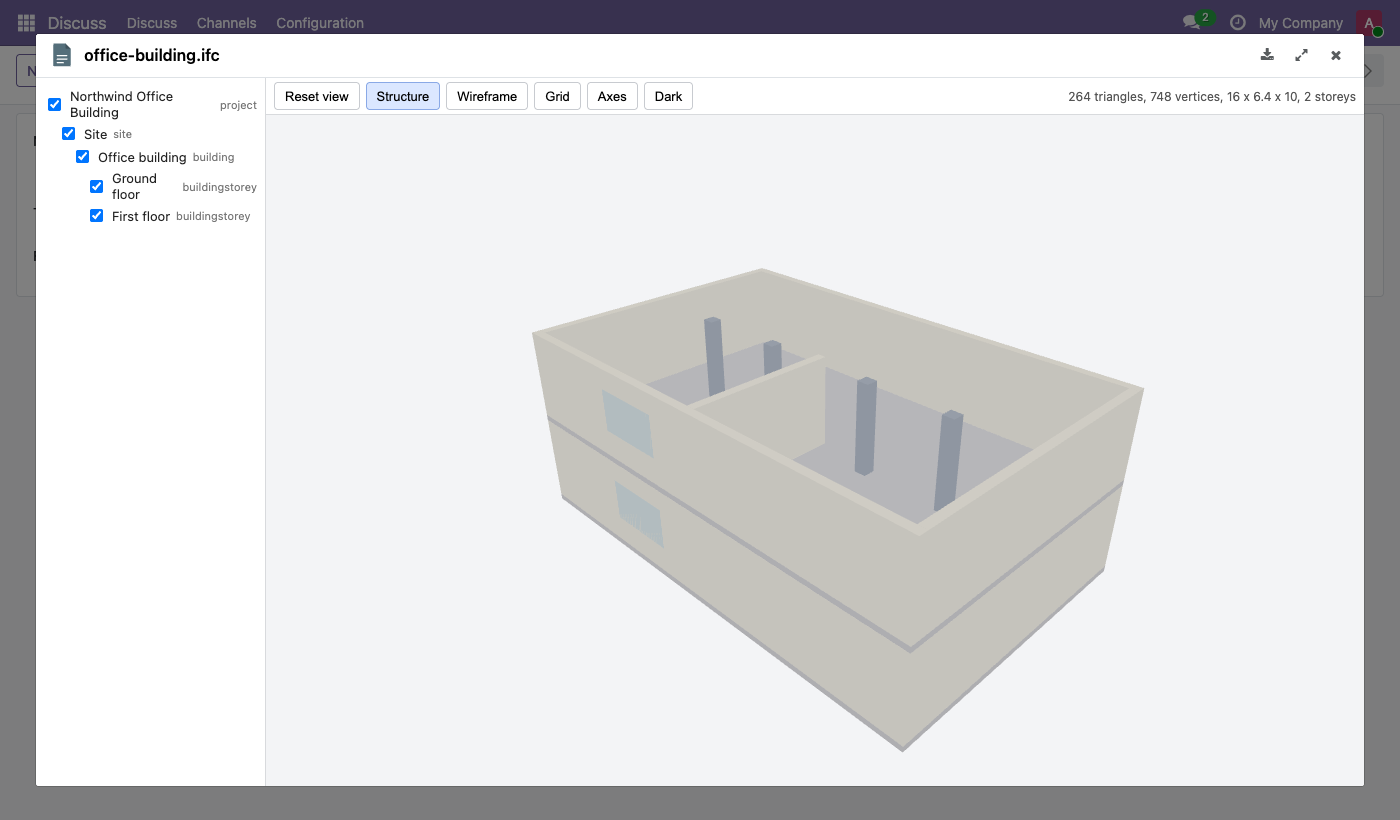 Discuss Discuss Channels Configuration 2 My Company A
office-building.ifc
Reset view Structure Wireframe Grid Axes Dark 264 triangles, 748 vertices, 16 x 6.4 x 10, 2 storeys
Northwind Office
Building project
Site site
Office building building
Ground
floor buildingstorey
First floor buildingstorey